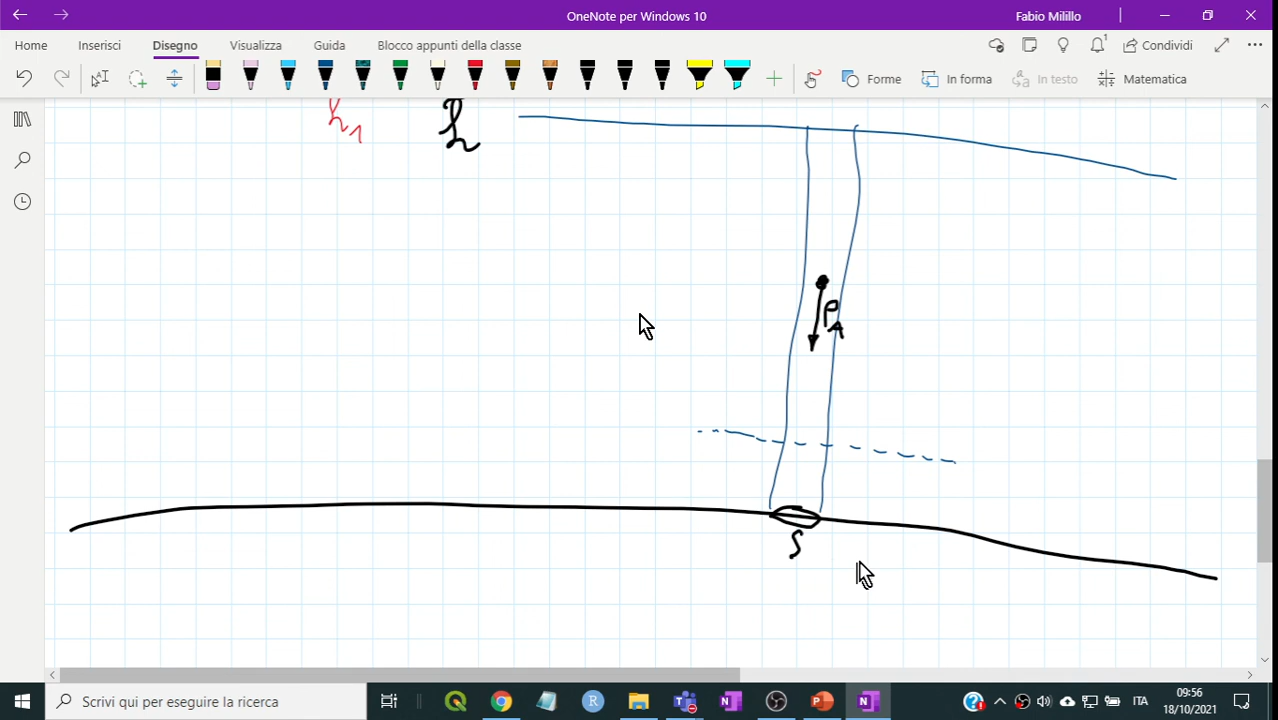 OneNote per Windows 10
Fabio Milillo
Home Inserisci Disegno Visualizza Guida Blocco appunti della classe
Condividi
Forme In forma In testo Matematica
h1 h
PA
S
Scrivi qui per eseguire la ricerca
ITA
09:56
18/10/2021